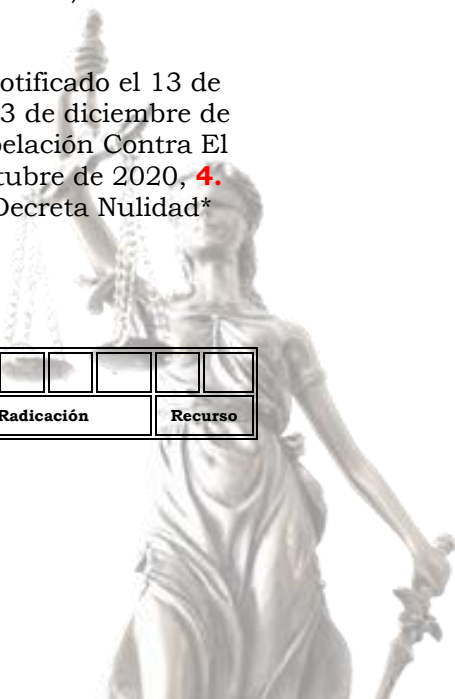 otificado el 13 de
3 de diciembre de
pelación Contra El
tubre de 2020, 4.
Decreta Nulidad*
Radicación Recurso